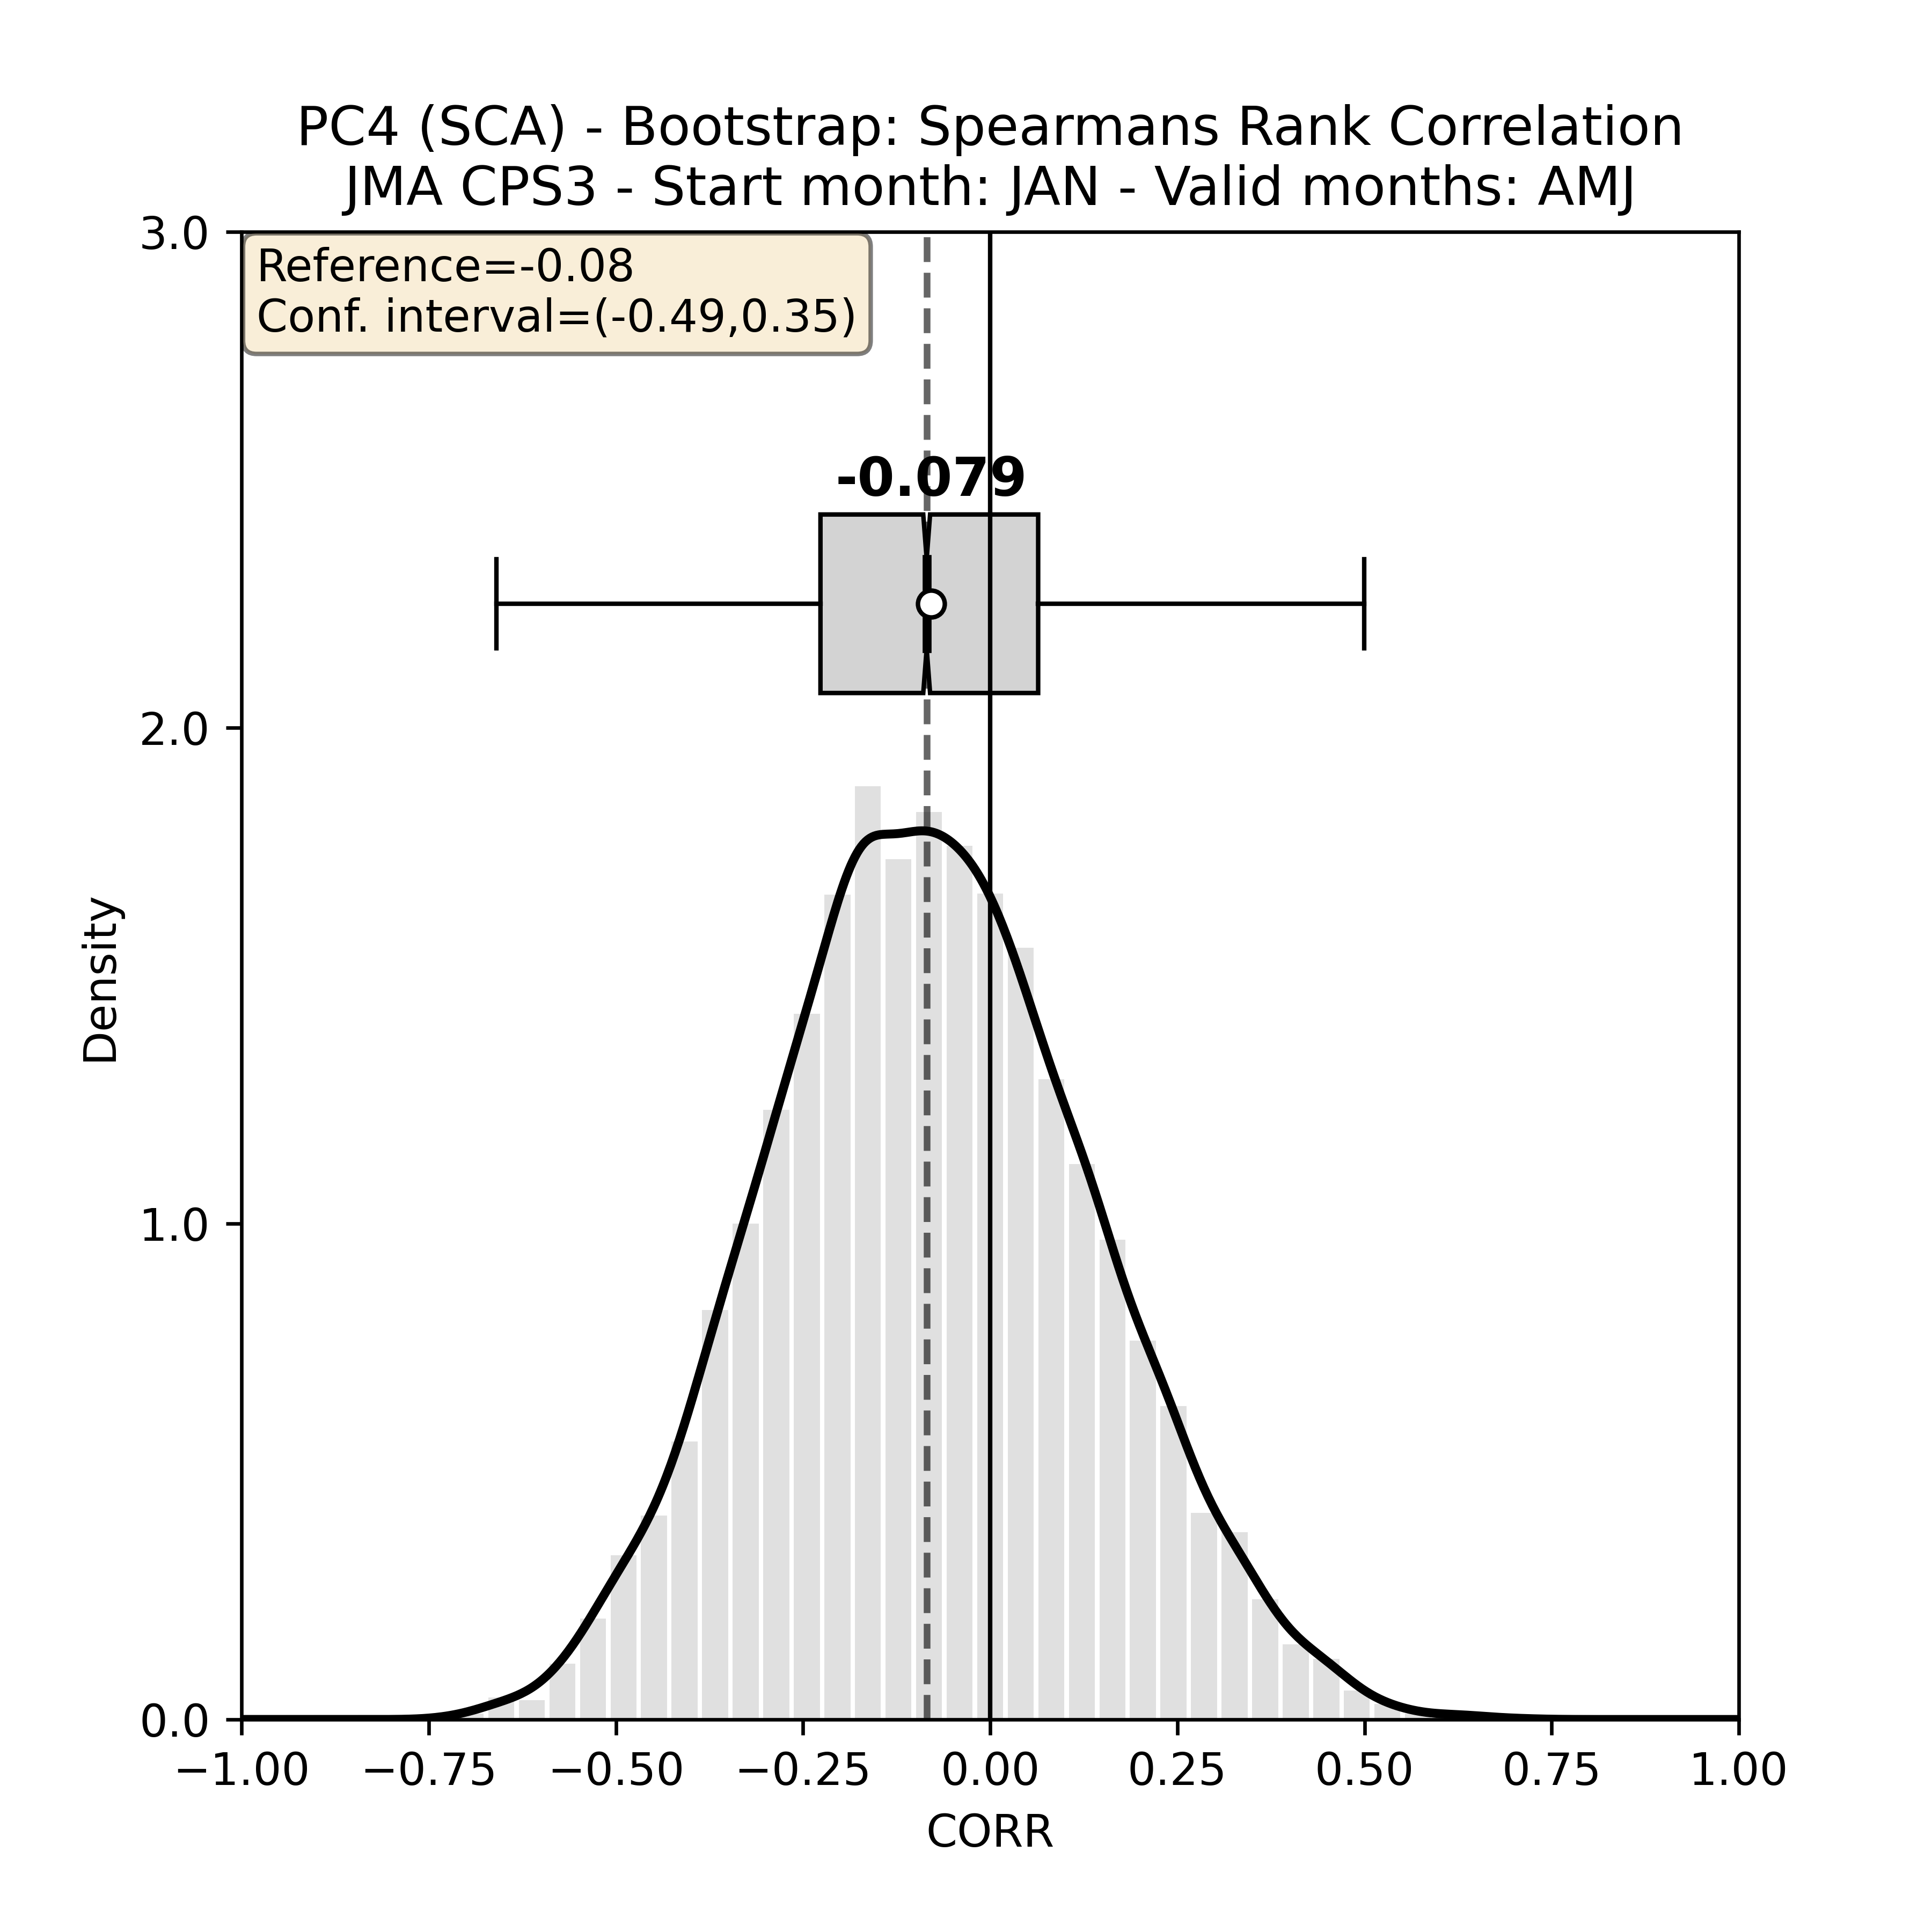 PC4 (SCA) - Bootstrap: Spearmans Rank Correlation
JMA CPS3 - Start month: JAN - Valid months: AMJ
3.0
Reference=-0.08
Conf. interval=(-0.49,0.35)
-0.079
2.0
Density
1.0
0.0
−1.00 −0.75 −0.50 −0.25 0.00 0.25 0.50 0.75 1.00
CORR